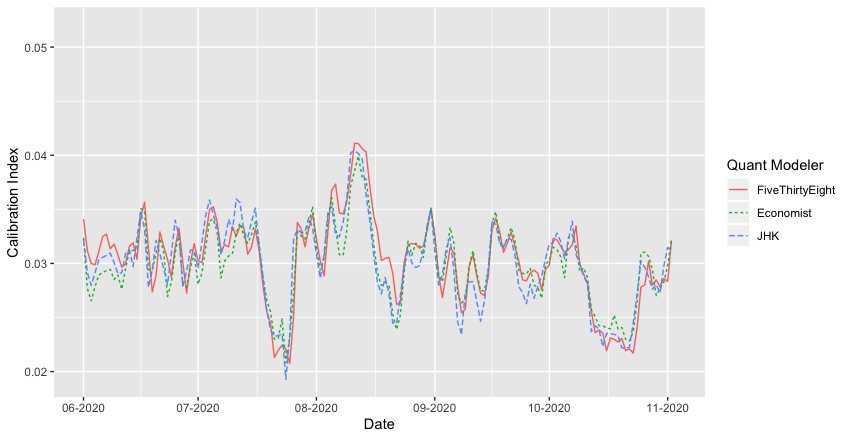 0.05
0.04
0.03
0.02
Calibration Index
06-2020
07-2020
08-2020
09-2020
10-2020
11-2020
Date
Quant Modeler
FiveThirtyEight
Economist
JHK